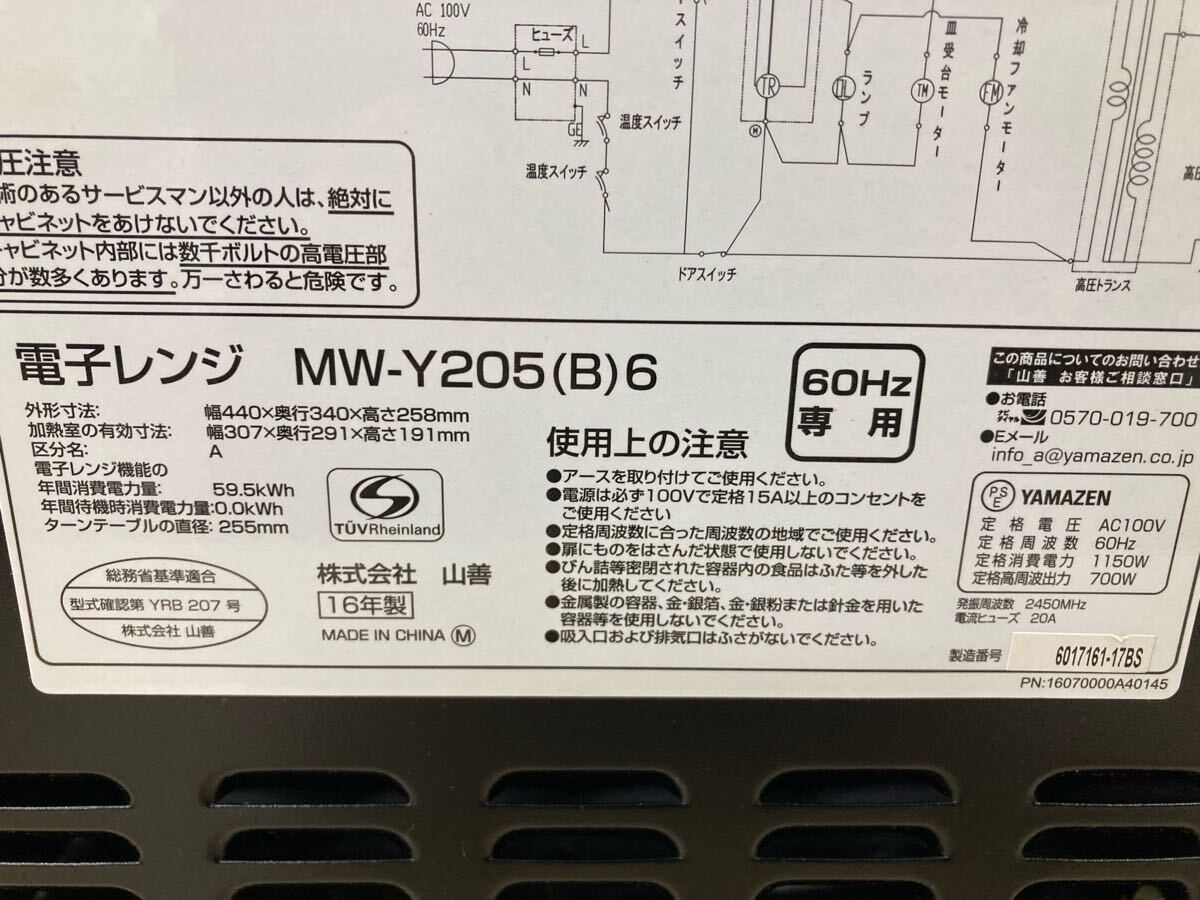 AC 100V
60Hz
ヒューズ
L
L
N
N
GE
温度スイッチ
温度スイッチ
スイッチ
TR
M
OL
ランプ
TM
皿受台モーター
FM
冷却ファンモーター
ドアスイッチ
高圧トランス
高圧
圧注意
術のあるサービスマン以外の人は、絶対に
ャビネットをあけないでください。
キャビネット内部には数千ボルトの高電圧部
分が数多くあります。万一さわると危険です。
電子レンジ MW-Y205(B)6
60Hz
専用
外形寸法: 幅440×奥行340×高さ258mm
加熱室の有効寸法: 幅307×奥行291×高さ191mm
区分名: A
電子レンジ機能の
年間消費電力量: 59.5kWh
年間待機時消費電力量:0.0kWh
ターンテーブルの直径: 255mm
TÜVRheinland
総務省基準適合
型式確認第 YRB 207 号
株式会社 山善
株式会社 山善
16年製
MADE IN CHINA M
使用上の注意
●アースを取り付けてご使用ください。
●電源は必ず100Vで定格15A以上のコンセントを
ご使用ください
●定格周波数に合った周波数の地域でご使用ください。
●扉にものをはさんだ状態で使用しないでください。
●びん詰等密閉された容器内の食品はふた等を外した
後に加熱してください。
●金属製の容器、金・銀箔、金・銀粉または針金を用いた
容器等を使用しないでください。
●吸入口および排気口はふさがないでください。
この商品についてのお問い合わせ
「山善 お客様ご相談窓口」
●お電話
ナビダイヤル 0570-019-700
●Eメール
info_a@yamazen.co.jp
PSE YAMAZEN
定格電圧 AC100V
定格周波数 60Hz
定格消費電力 1150W
定格高周波出力 700W
発振周波数 2450MHz
電流ヒューズ 20A
製造番号 6017161-17BS
PN:16070000A40145